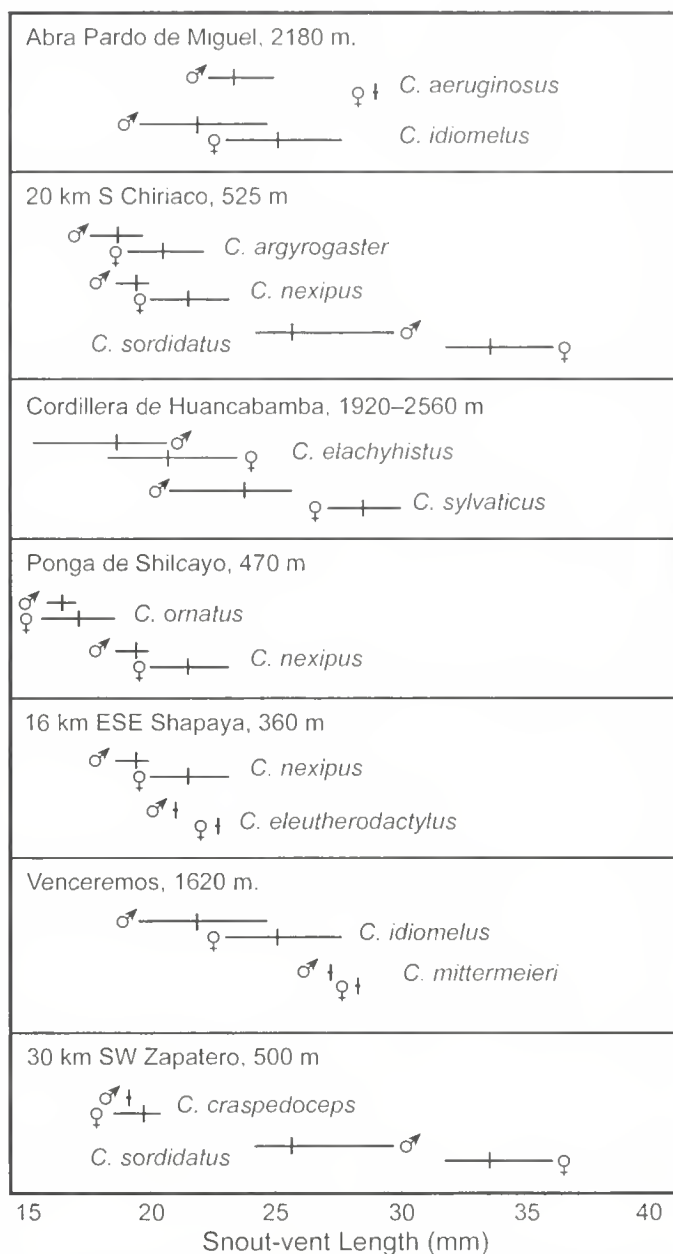 Abra Pardo de Miguel, 2180 m.
♂
♀ C. aeruginosus
♂
♀ C. idiomelus
20 km S Chiriaco, 525 m
♂
♀ C. argyrogaster
♂
♀ C. nexipus
C. sordidatus ♂
♀
Cordillera de Huancabamba, 1920–2560 m
♂
♀ C. elachyhistus
♂
♀ C. sylvaticus
Ponga de Shilcayo, 470 m
♂
♀ C. ornatus
♂
♀ C. nexipus
16 km ESE Shapaya, 360 m
♂
♀ C. nexipus
♂
♀ C. eleutherodactylus
Venceremos, 1620 m.
♂
♀ C. idiomelus
♂
♀ C. mittermeieri
30 km SW Zapatero, 500 m
♂
♀ C. craspedoceps
C. sordidatus ♂
♀
15 20 25 30 35 40
Snout-vent Length (mm)